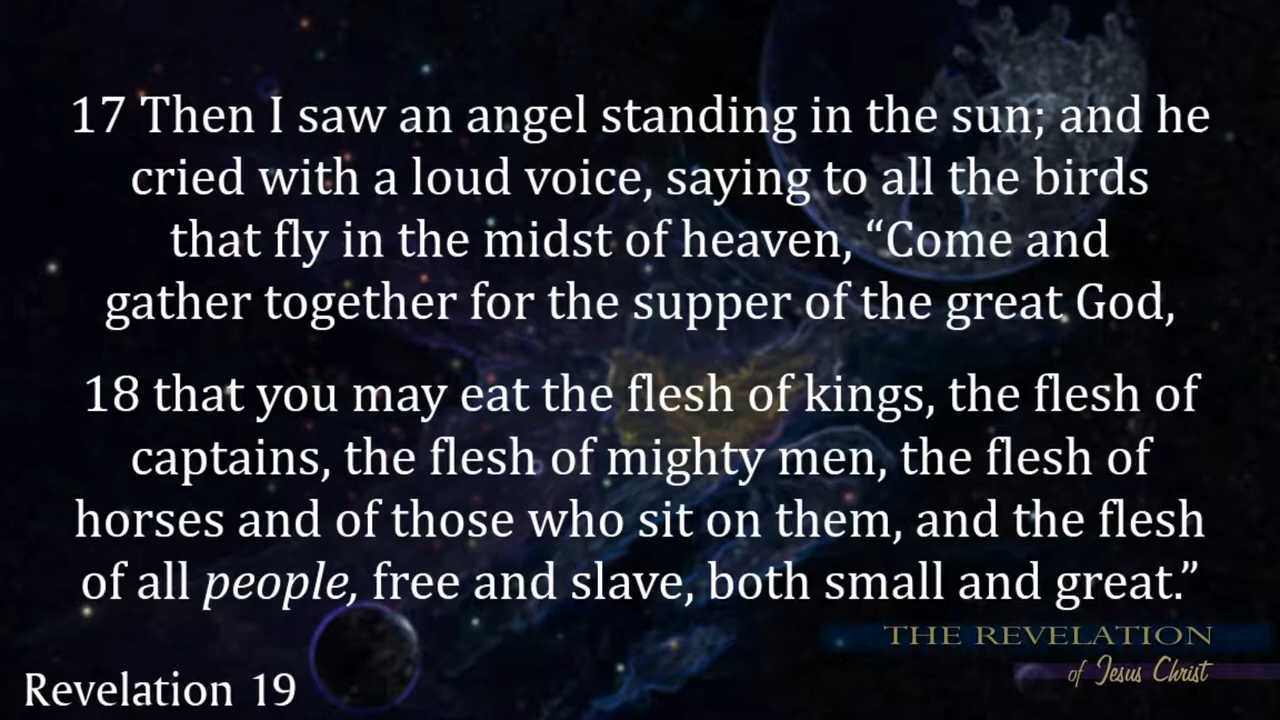 17 Then I saw an angel standing in the sun; and he
cried with a loud voice, saying to all the birds
that fly in the midst of heaven, “Come and
gather together for the supper of the great God,
18 that you may eat the flesh of kings, the flesh of
captains, the flesh of mighty men, the flesh of
horses and of those who sit on them, and the flesh
of all people, free and slave, both small and great.”
THE REVELATION
of Jesus Christ
Revelation 19